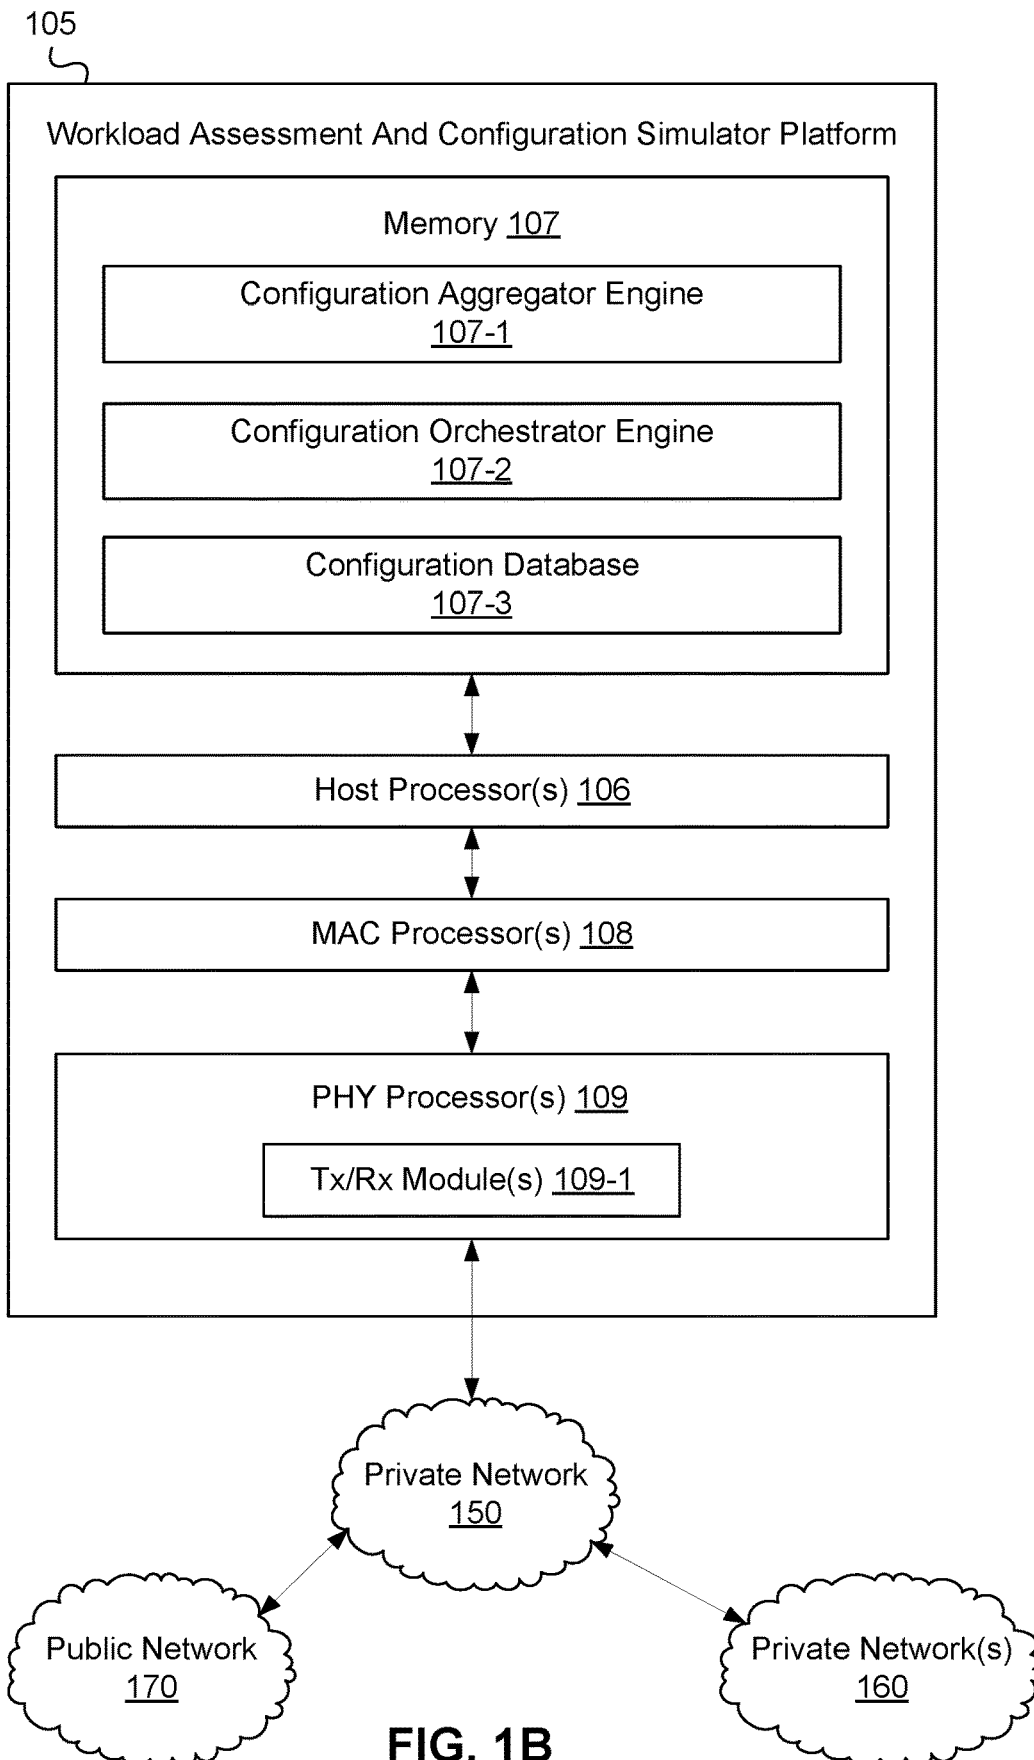 105
Workload Assessment And Configuration Simulator Platform
Memory 107
Configuration Aggregator Engine
107-1
Configuration Orchestrator Engine
107-2
Configuration Database
107-3
Host Processor(s) 106
MAC Processor(s) 108
PHY Processor(s) 109
Tx/Rx Module(s) 109-1
Private Network
150
Public Network
170
Private Network(s)
160
FIG. 1B